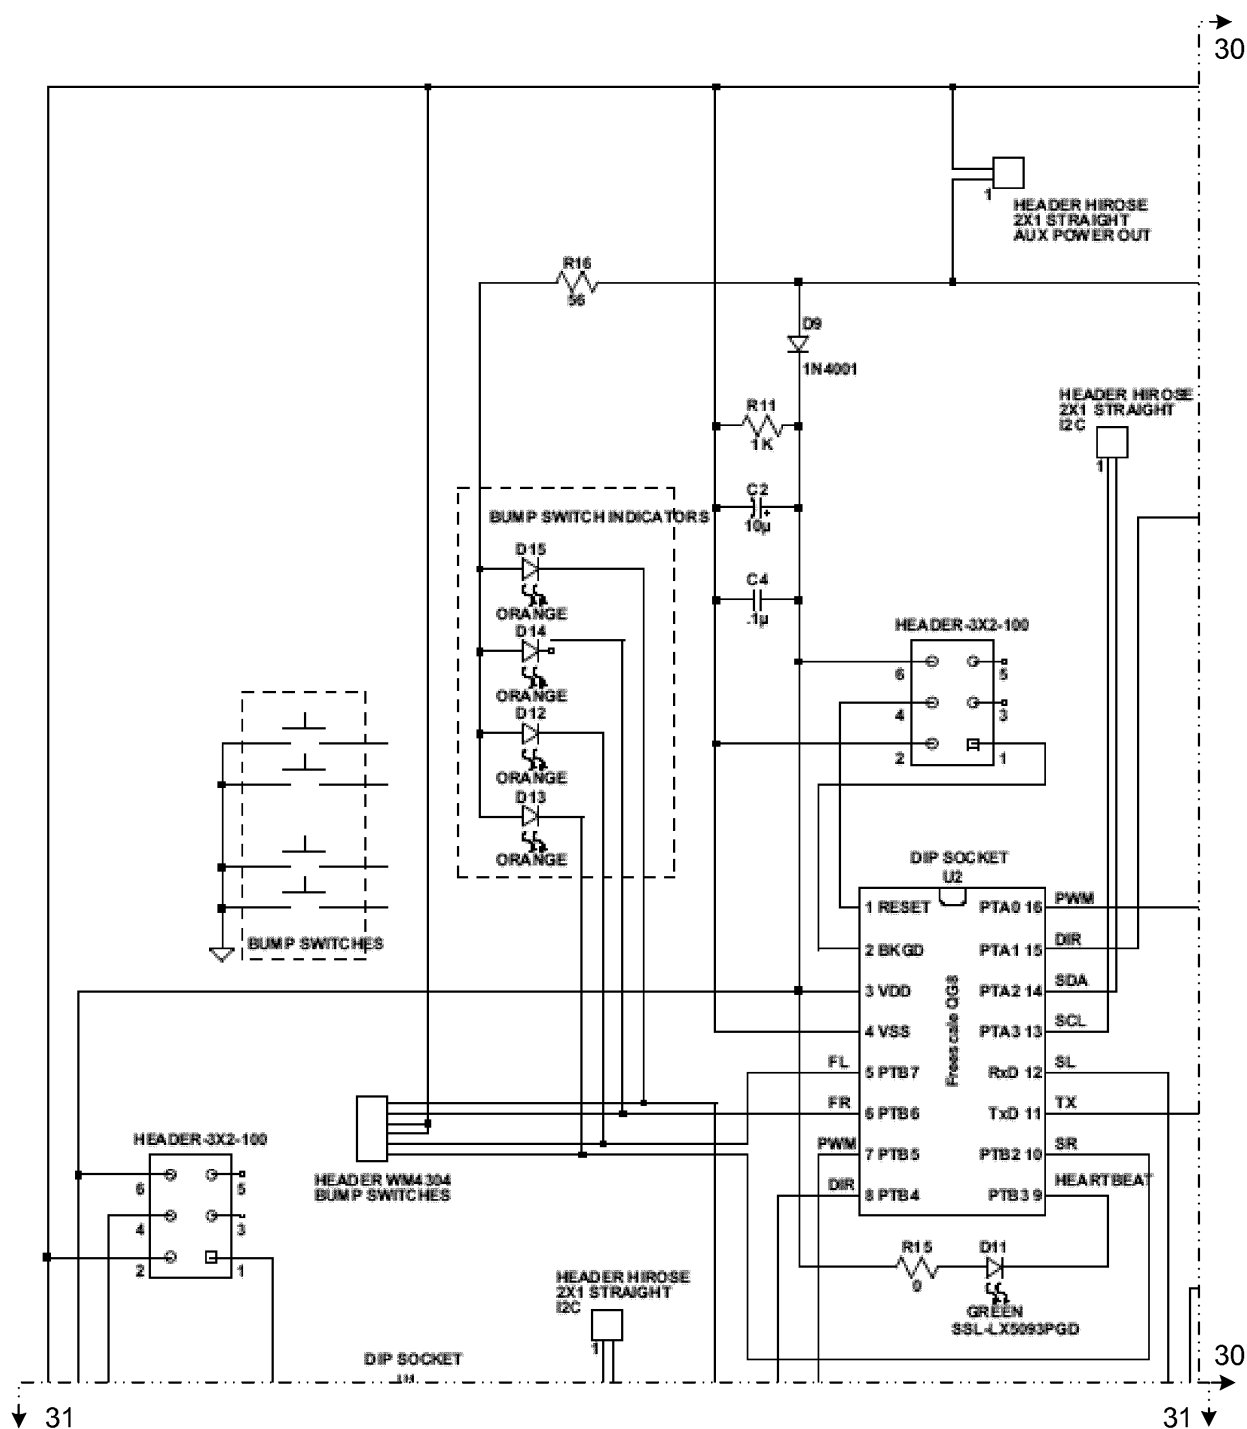 30
HEADER HIROSE
2X1 STRAIGHT
AUX POWER OUT
1
R16
56
D9
1N4001
HEADER HIROSE
2X1 STRAIGHT
I2C
1
R11
1K
C2
10µ
C4
.1µ
BUMP SWITCH INDICATORS
D15
ORANGE
D14
ORANGE
D12
ORANGE
D13
ORANGE
HEADER-3X2-100
6 5
4 3
2 1
BUMP SWITCHES
DIP SOCKET
U2
1 RESET PTA0 16 PWM
2 BKGD PTA1 15 DIR
3 VDD PTA2 14 SDA
4 VSS PTA3 13 SCL
FL 5 PTB7 RxD 12 SL
FR 6 PTB6 TxD 11 TX
PWM 7 PTB5 PTB2 10 SR
DIR 8 PTB4 PTB3 9 HEARTBEAT
Freescale QG8
HEADER-3X2-100
6 5
4 3
2 1
HEADER WM4304
BUMP SWITCHES
R15
0
D11
GREEN
SSL-LX5093PGD
HEADER HIROSE
2X1 STRAIGHT
I2C
1
DIP SOCKET
30
31
31